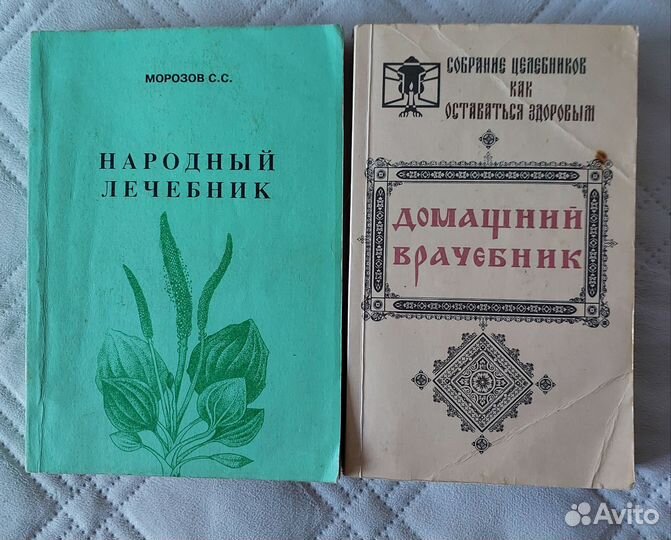 МОРОЗОВ С.С.
НАРОДНЫЙ
ЛЕЧЕБНИК
СОБРАНИЕ ЦЕЛЕБНИКОВ
КАК
ОСТАВАТЬСЯ ЗДОРОВЫМ
ДОМАШНИЙ
ВРАЧЕБНИК
Avito